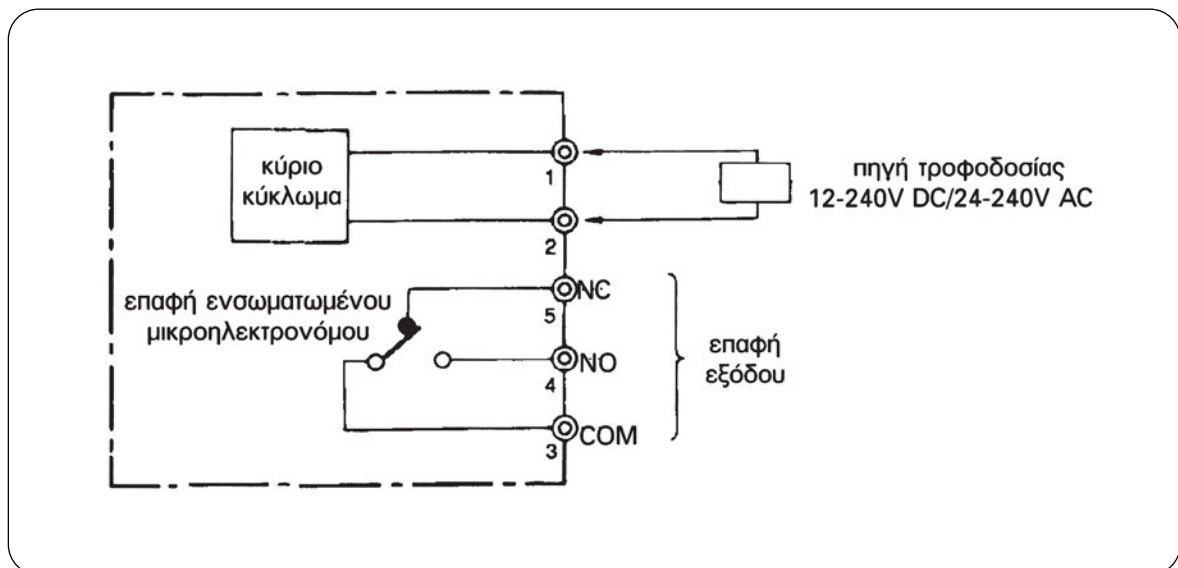 κύριο
κύκλωμα
1
πηγή τροφοδοσίας
12-240V DC/24-240V AC
2
επαφή ενσωματωμένου
μικροηλεκτρονόμου
NC
5
NO
4
COM
3
επαφή
εξόδου